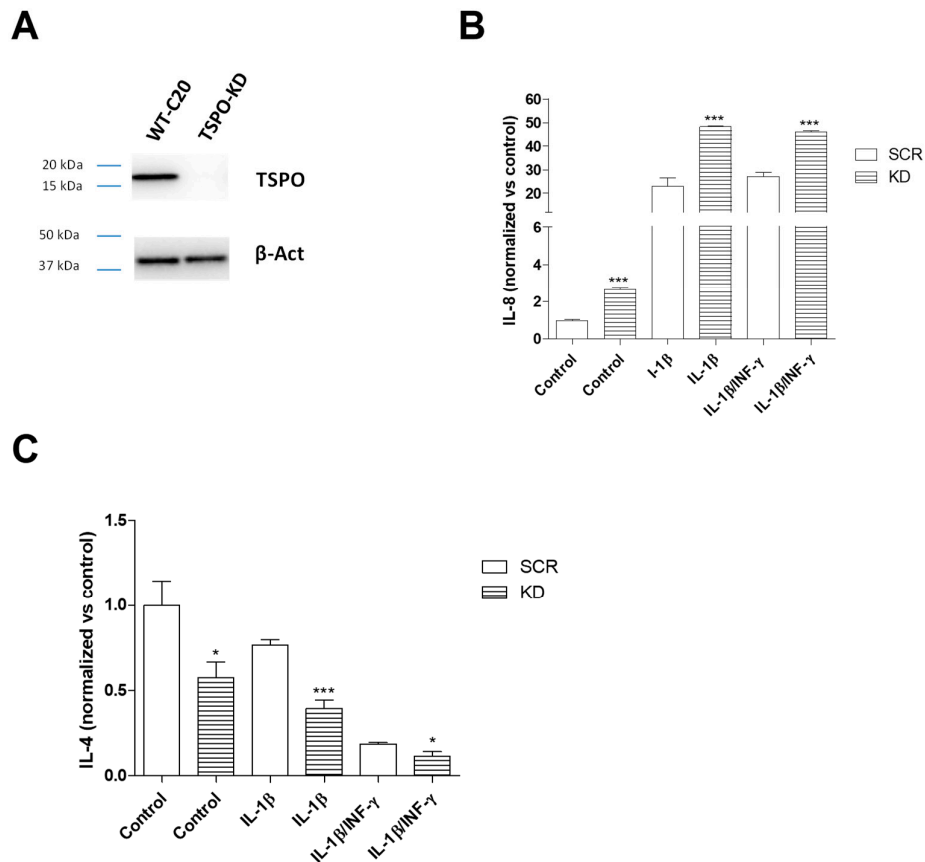 A
WT-C20
TSPO-KD
20 kDa
15 kDa
TSPO
50 kDa
37 kDa
β-Act
B
IL-8 (normalized vs control)
60
50
40
30
20
6
4
2
0
***
***
***
Control
Control
I-1β
IL-1β
IL-1β/INF-γ
IL-1β/INF-γ
SCR
KD
C
IL-4 (normalized vs control)
1.5
1.0
0.5
0.0
*
***
*
Control
Control
IL-1β
IL-1β
IL-1β/INF-γ
IL-1β/INF-γ
SCR
KD